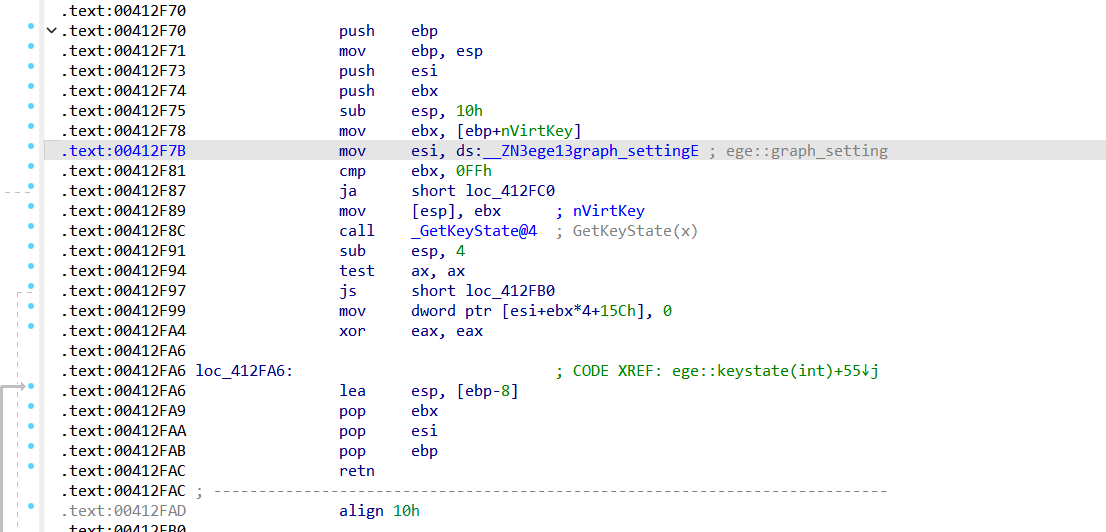 .text:00412F70
.text:00412F70 push ebp
.text:00412F71 mov ebp, esp
.text:00412F73 push esi
.text:00412F74 push ebx
.text:00412F75 sub esp, 10h
.text:00412F78 mov ebx, [ebp+nVirtKey]
.text:00412F7B mov esi, ds:__ZN3ege13graph_settingE ; ege::graph_setting
.text:00412F81 cmp ebx, 0FFh
.text:00412F87 ja short loc_412FC0
.text:00412F89 mov [esp], ebx ; nVirtKey
.text:00412F8C call _GetKeyState@4 ; GetKeyState(x)
.text:00412F91 sub esp, 4
.text:00412F94 test ax, ax
.text:00412F97 js short loc_412FB0
.text:00412F99 mov dword ptr [esi+ebx*4+15Ch], 0
.text:00412FA4 xor eax, eax
.text:00412FA6
.text:00412FA6 loc_412FA6: ; CODE XREF: ege::keystate(int)+55↓j
.text:00412FA6 lea esp, [ebp-8]
.text:00412FA9 pop ebx
.text:00412FAA pop esi
.text:00412FAB pop ebp
.text:00412FAC retn
.text:00412FAC ; ---------------------------------------------------------------------------
.text:00412FAD align 10h
.text:00412FB0